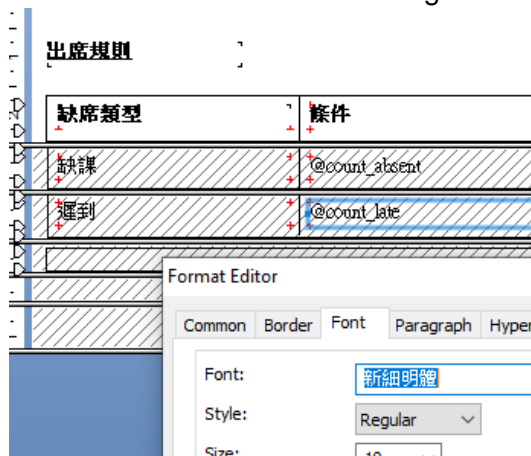 出席規則
缺席類型 條件
缺課 @count_absent
遲到 @count_late
Format Editor
Common Border Font Paragraph
Font: 新細明體
Style: Regular
Size: